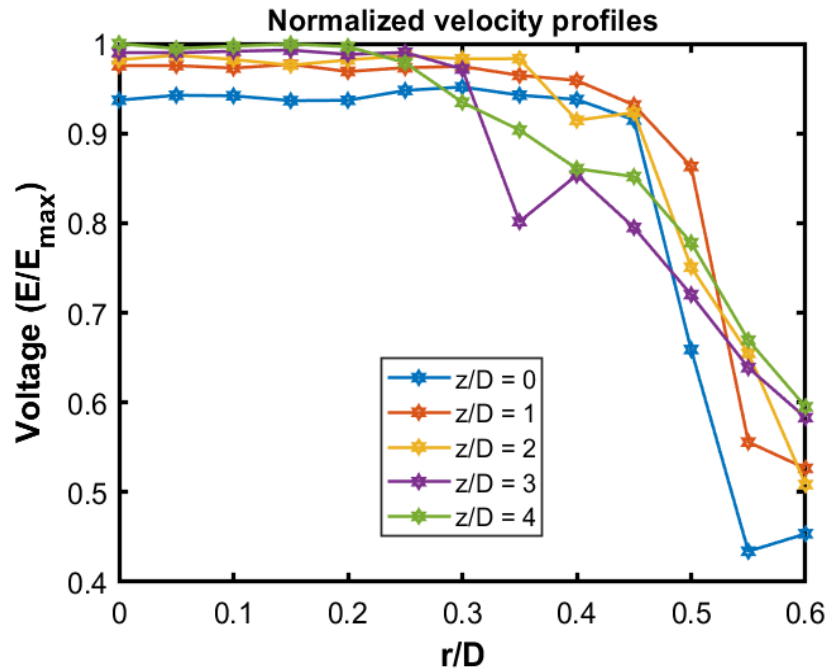 Normalized velocity profiles
Voltage (E/E_max)
1
0.9
0.8
0.7
0.6
0.5
0.4
z/D = 0
z/D = 1
z/D = 2
z/D = 3
z/D = 4
0 0.1 0.2 0.3 0.4 0.5 0.6
r/D